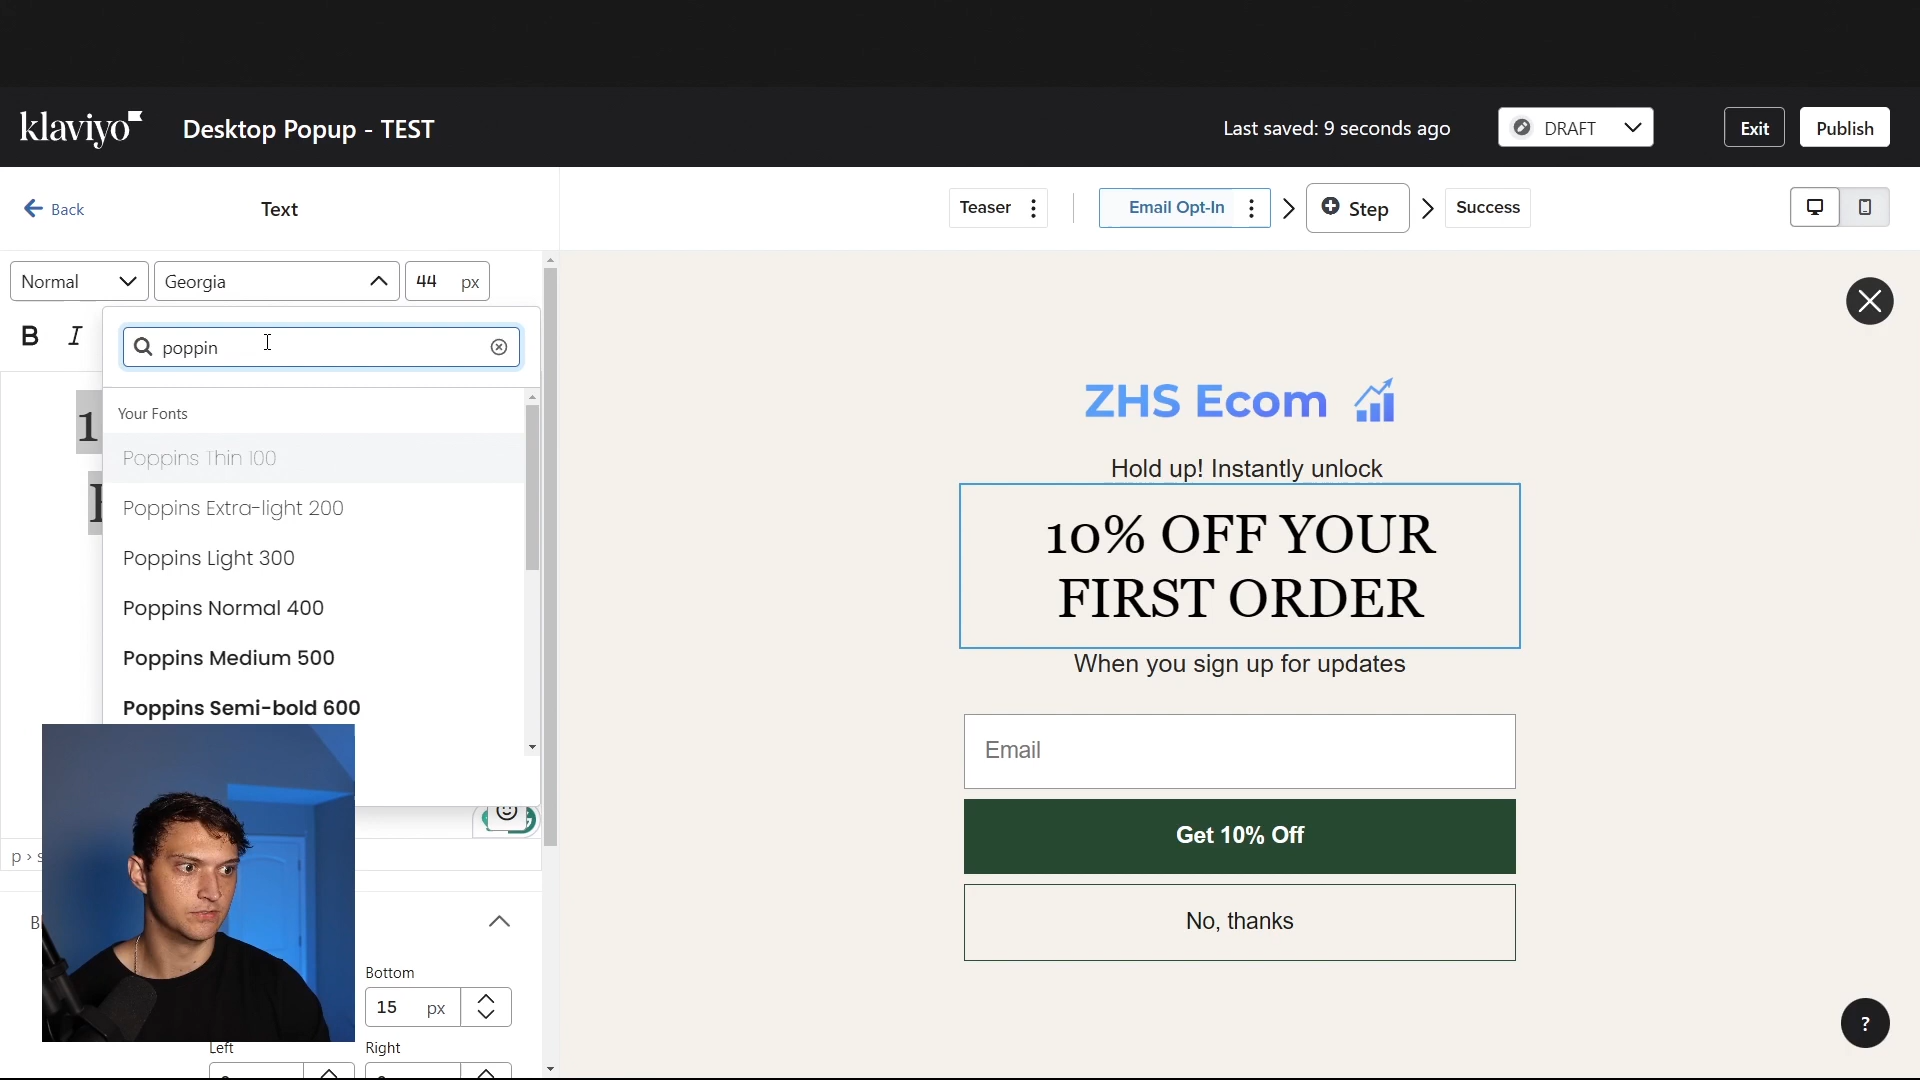 klaviyo
Desktop Popup - TEST
Last saved: 9 seconds ago
DRAFT
Exit
Publish
Back
Text
Teaser
Email Opt-In
Step
Success
Normal
Georgia
44 px
B I
poppin
Your Fonts
Poppins Thin 100
Poppins Extra-light 200
Poppins Light 300
Poppins Normal 400
Poppins Medium 500
Poppins Semi-bold 600
1
p › s
B
Bottom
15 px
Left
Right
ZHS Ecom
Hold up! Instantly unlock
10% OFF YOUR
FIRST ORDER
When you sign up for updates
Email
Get 10% Off
No, thanks
?